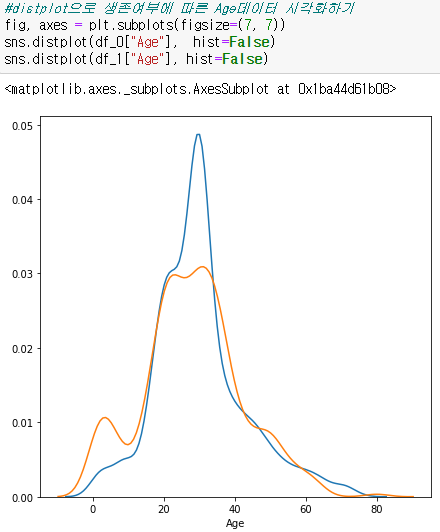 #distplot으로 생존여부에 따른 Age데이터 시각화하기
fig, axes = plt.subplots(figsize=(7, 7))
sns.distplot(df_0["Age"],  hist=False)
sns.distplot(df_1["Age"], hist=False)
<matplotlib.axes._subplots.AxesSubplot at 0x1ba44d61b08>
0.05
0.04
0.03
0.02
0.01
0.00
0 20 40 60 80
Age